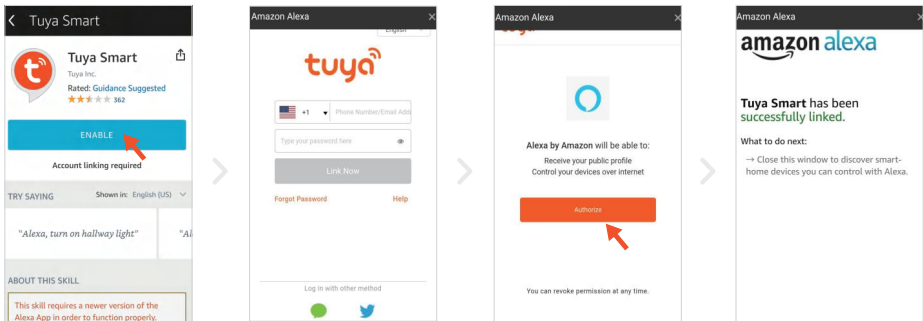 Tuya Smart
Tuya Smart
Tuya Inc.
Rated: Guidance Suggested
362
ENABLE
Account linking required
TRY SAYING
Shown in: English (US)
"Alexa, turn on hallway light"
"Al
ABOUT THIS SKILL
This skill requires a newer version of the
Alexa App in order to function properly.
Amazon Alexa
English
tuya
+1
Phone Number/Email Addr
Type your password here
Link Now
Forgot Password
Help
Log in with other method
Amazon Alexa
Alexa by Amazon will be able to:
Receive your public profile
Control your devices over internet
Authorize
You can revoke permission at any time.
Amazon Alexa
amazon alexa
Tuya Smart has been
successfully linked.
What to do next:
→ Close this window to discover smart-
home devices you can control with Alexa.